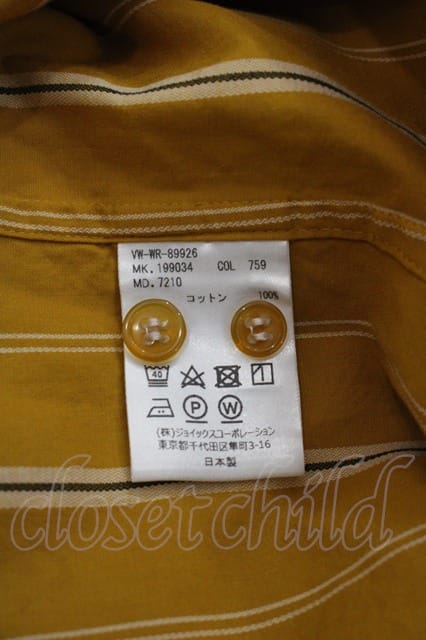 VW-WR-89926
MK.199034 COL 759
MD.7210
コットン 100%
40
P W
(株)ジョイックスコーポレーション
東京都千代田区隼町3-16
日本製
closetchild